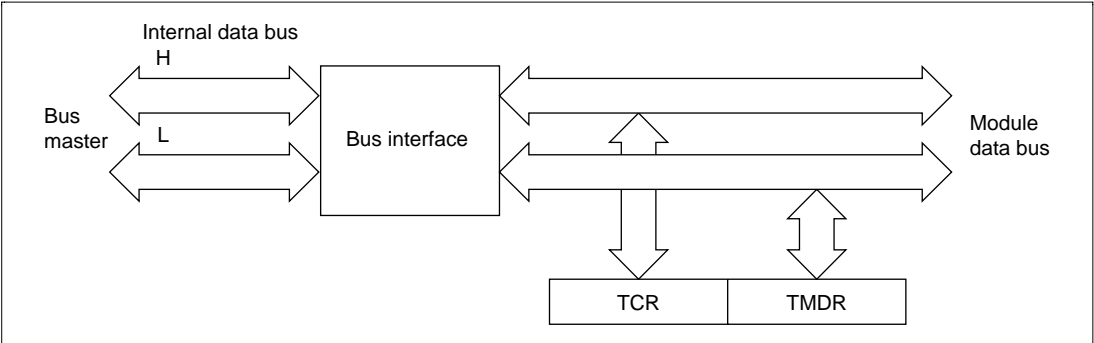 Internal data bus
H
Bus
master
L
Bus interface
Module
data bus
TCR
TMDR